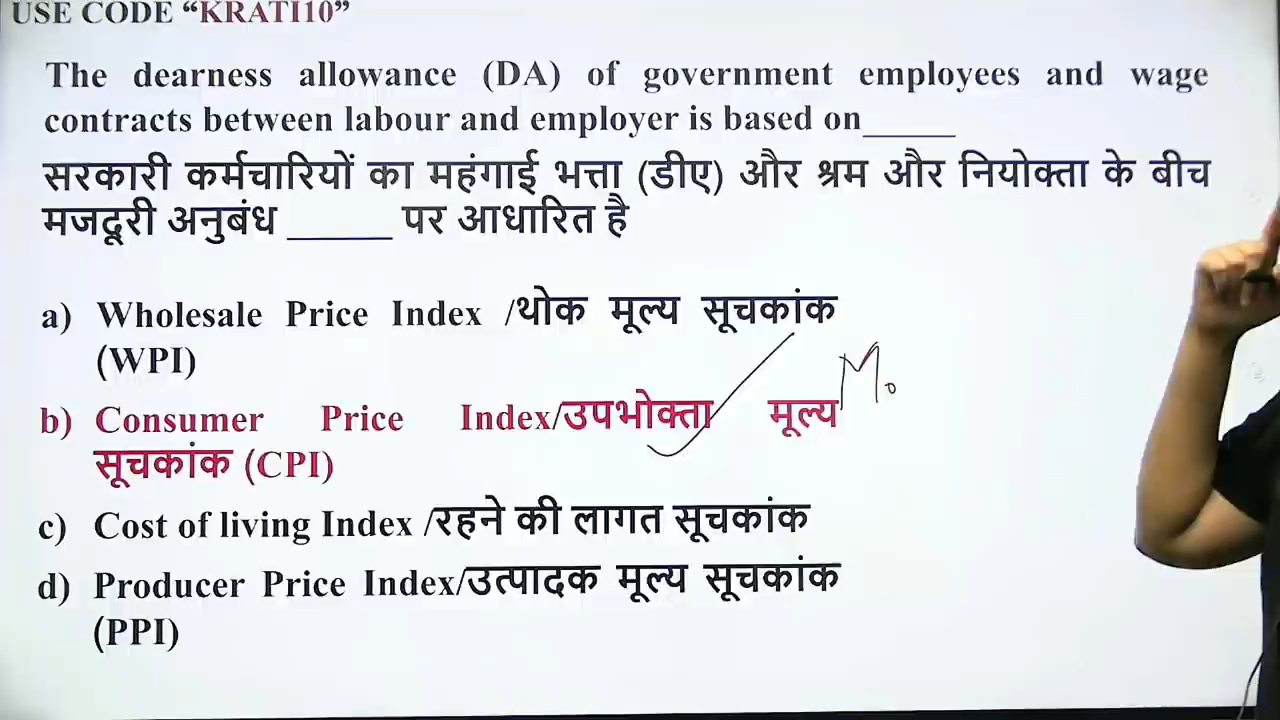 USE CODE “KRATI10”
The dearness allowance (DA) of government employees and wage
contracts between labour and employer is based on_____
सरकारी कर्मचारियों का महंगाई भत्ता (डीए) और श्रम और नियोक्ता के बीच
मजदूरी अनुबंध _____ पर आधारित है
a) Wholesale Price Index /थोक मूल्य सूचकांक
(WPI)
b) Consumer Price Index/उपभोक्ता मूल्य
सूचकांक (CPI)
c) Cost of living Index /रहने की लागत सूचकांक
d) Producer Price Index/उत्पादक मूल्य सूचकांक
(PPI)